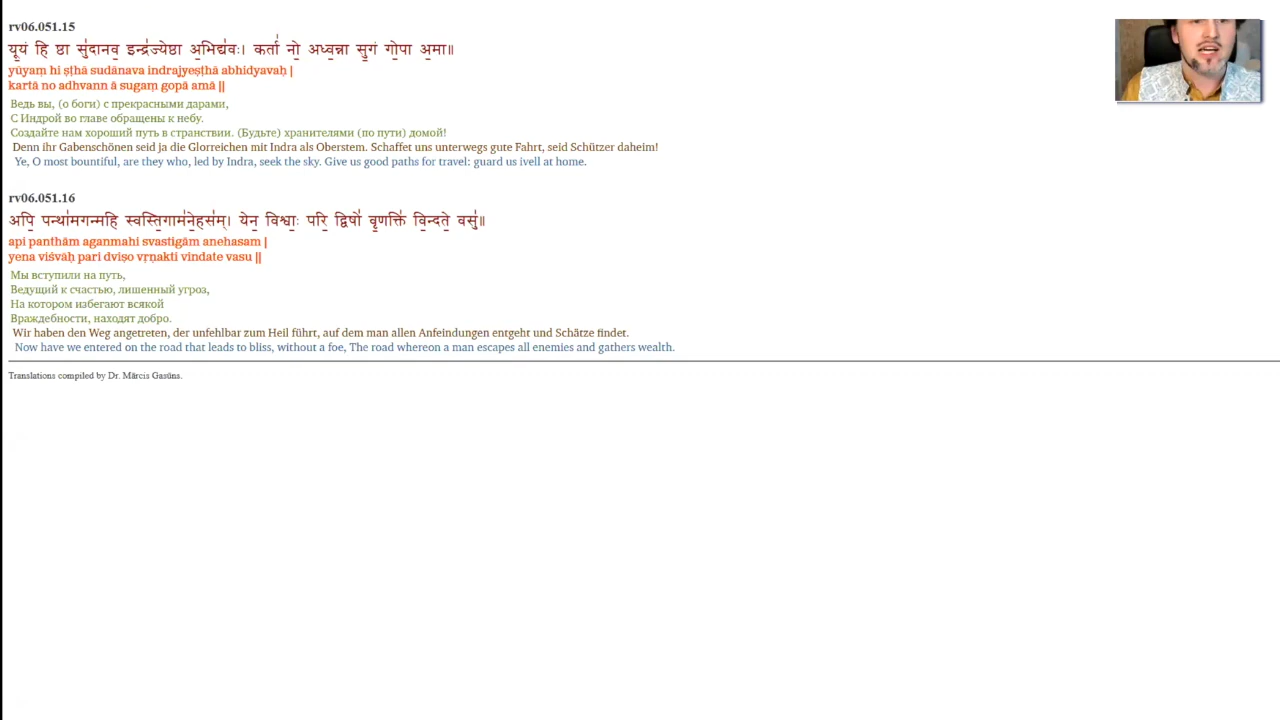 rv06.051.15
यू॒यं हि ष्ठा सु॑दानव॒ इन्द्र॑ज्येष्ठा अ॒भिद्य॑वः। कर्ता॑ नो॒ अध्व॒न्ना सु॒गं गो॒पा अ॒मा॥
yūyaṃ hi ṣṭhā sudānava indrajyeṣṭhā abhidyavaḥ |
kartā no adhvann ā sugaṃ gopā amā ||
Ведь вы, (о боги) с прекрасными дарами,
С Индрой во главе обращены к небу.
Создайте нам хороший путь в странствии. (Будьте) хранителями (по пути) домой!
Denn ihr Gabenschönen seid ja die Glorreichen mit Indra als Oberstem. Schaffet uns unterwegs gute Fahrt, seid Schützer daheim!
Ye, O most bountiful, are they who, led by Indra, seek the sky. Give us good paths for travel: guard us ivell at home.
rv06.051.16
अपि॒ पन्था॑मगन्महि स्वस्ति॒गाम॑ने॒हस॑म्। येन॒ विश्वाः॒ परि॒ द्विषो॑ वृ॒णक्ति॑ वि॒न्दते॒ वसु॑॥
api panthām aganmahi svastigām anehasam |
yena viśvāḥ pari dviṣo vṛṇakti vindate vasu ||
Мы вступили на путь,
Ведущий к счастью, лишенный угроз,
На котором избегают всякой
Враждебности, находят добро.
Wir haben den Weg angetreten, der unfehlbar zum Heil führt, auf dem man allen Anfeindungen entgeht und Schätze findet.
Now have we entered on the road that leads to bliss, without a foe, The road whereon a man escapes all enemies and gathers wealth.
Translations compiled by Dr. Mārcis Gasūns.